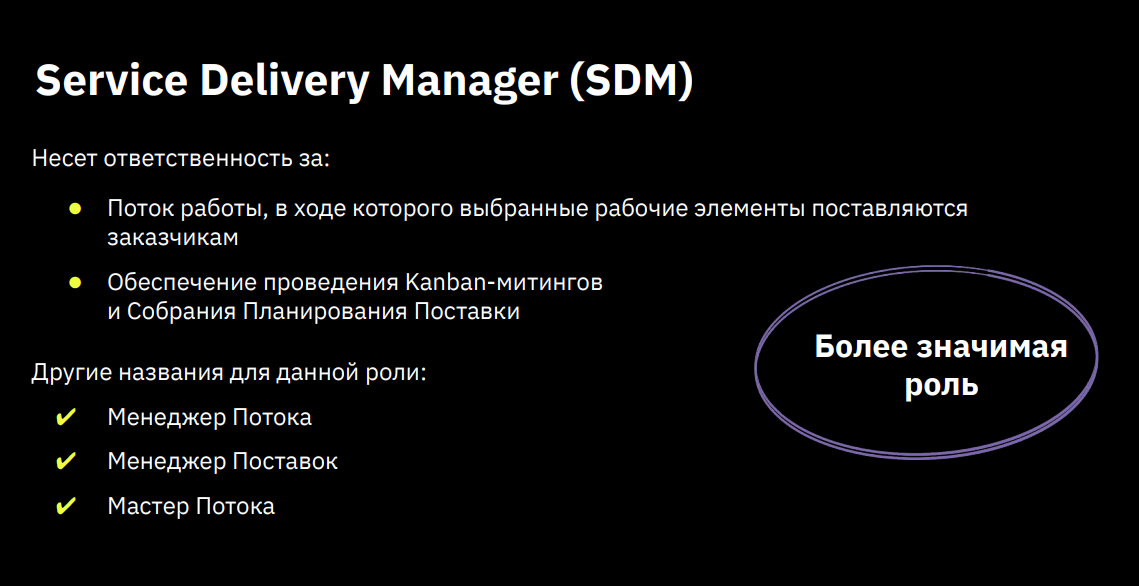 Service Delivery Manager (SDM)
Несет ответственность за:
Поток работы, в ходе которого выбранные рабочие элементы поставляются
заказчикам
Обеспечение проведения Kanban-митингов
и Собрания Планирования Поставки
Более значимая
роль
Другие названия для данной роли:
Менеджер Потока
Менеджер Поставок
Мастер Потока